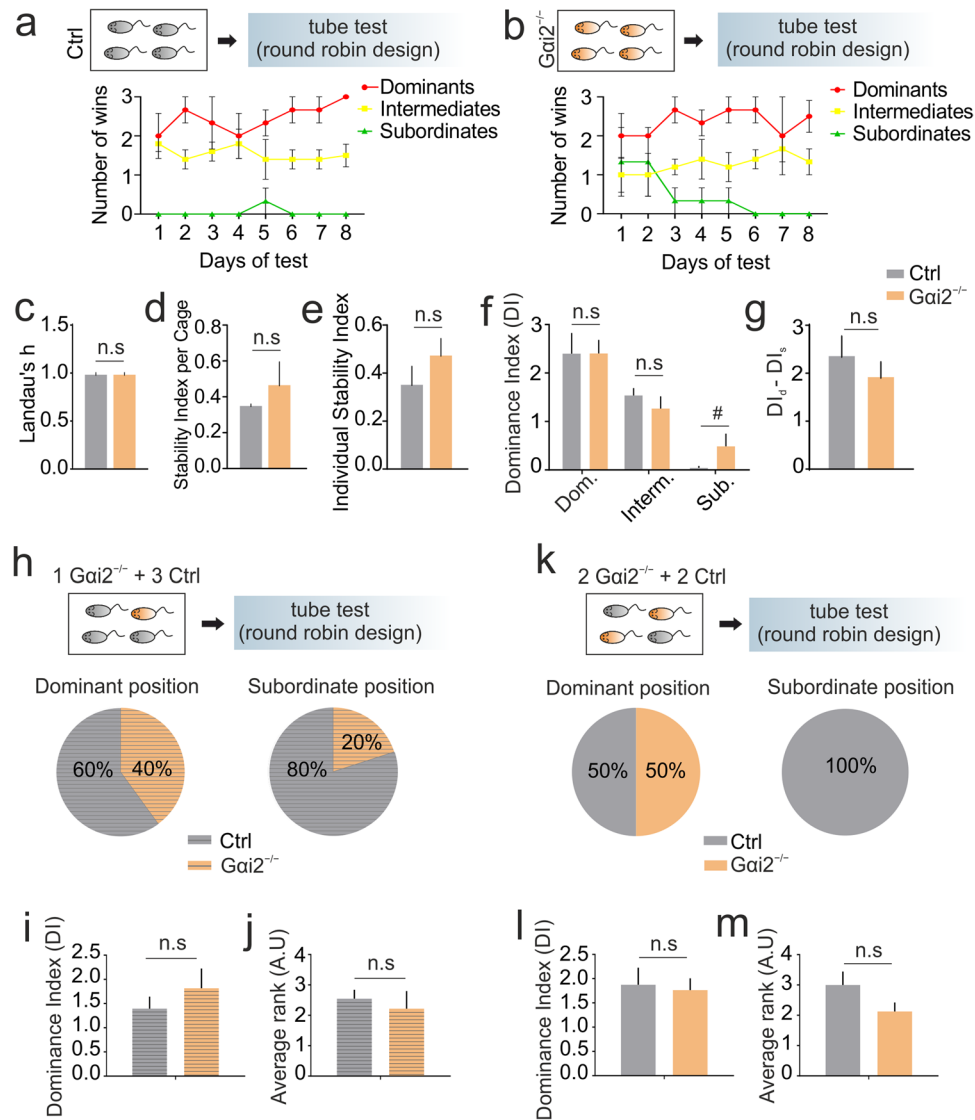 a
Ctrl
tube test
(round robin design)
Dominants
Intermediates
Subordinates
Number of wins
3
2
1
0
1 2 3 4 5 6 7 8
Days of test
b
Gαi2⁻/⁻
tube test
(round robin design)
Dominants
Intermediates
Subordinates
Number of wins
3
2
1
0
1 2 3 4 5 6 7 8
Days of test
Ctrl
Gαi2⁻/⁻
c
Landau's h
1.5
1.0
0.5
0.0
n.s
d
Stability Index per Cage
0.8
0.6
0.4
0.2
0.0
n.s
e
Individual Stability Index
0.6
0.4
0.2
0.0
n.s
f
Dominance Index (DI)
3
2
1
0
n.s
n.s
#
Dom.
Interm.
Sub.
g
DId - DIs
3
2
1
0
n.s
h
1 Gαi2⁻/⁻ + 3 Ctrl
tube test
(round robin design)
Dominant position
Subordinate position
60%
40%
20%
80%
Ctrl
Gαi2⁻/⁻
k
2 Gαi2⁻/⁻ + 2 Ctrl
tube test
(round robin design)
Dominant position
Subordinate position
50%
50%
100%
Ctrl
Gαi2⁻/⁻
i
Dominance Index (DI)
2.5
2.0
1.5
1.0
0.5
0.0
n.s
j
Average rank (A.U)
4
3
2
1
0
n.s
l
Dominance Index (DI)
2.5
2.0
1.5
1.0
0.5
0.0
n.s
m
Average rank (A.U)
4
3
2
1
0
n.s